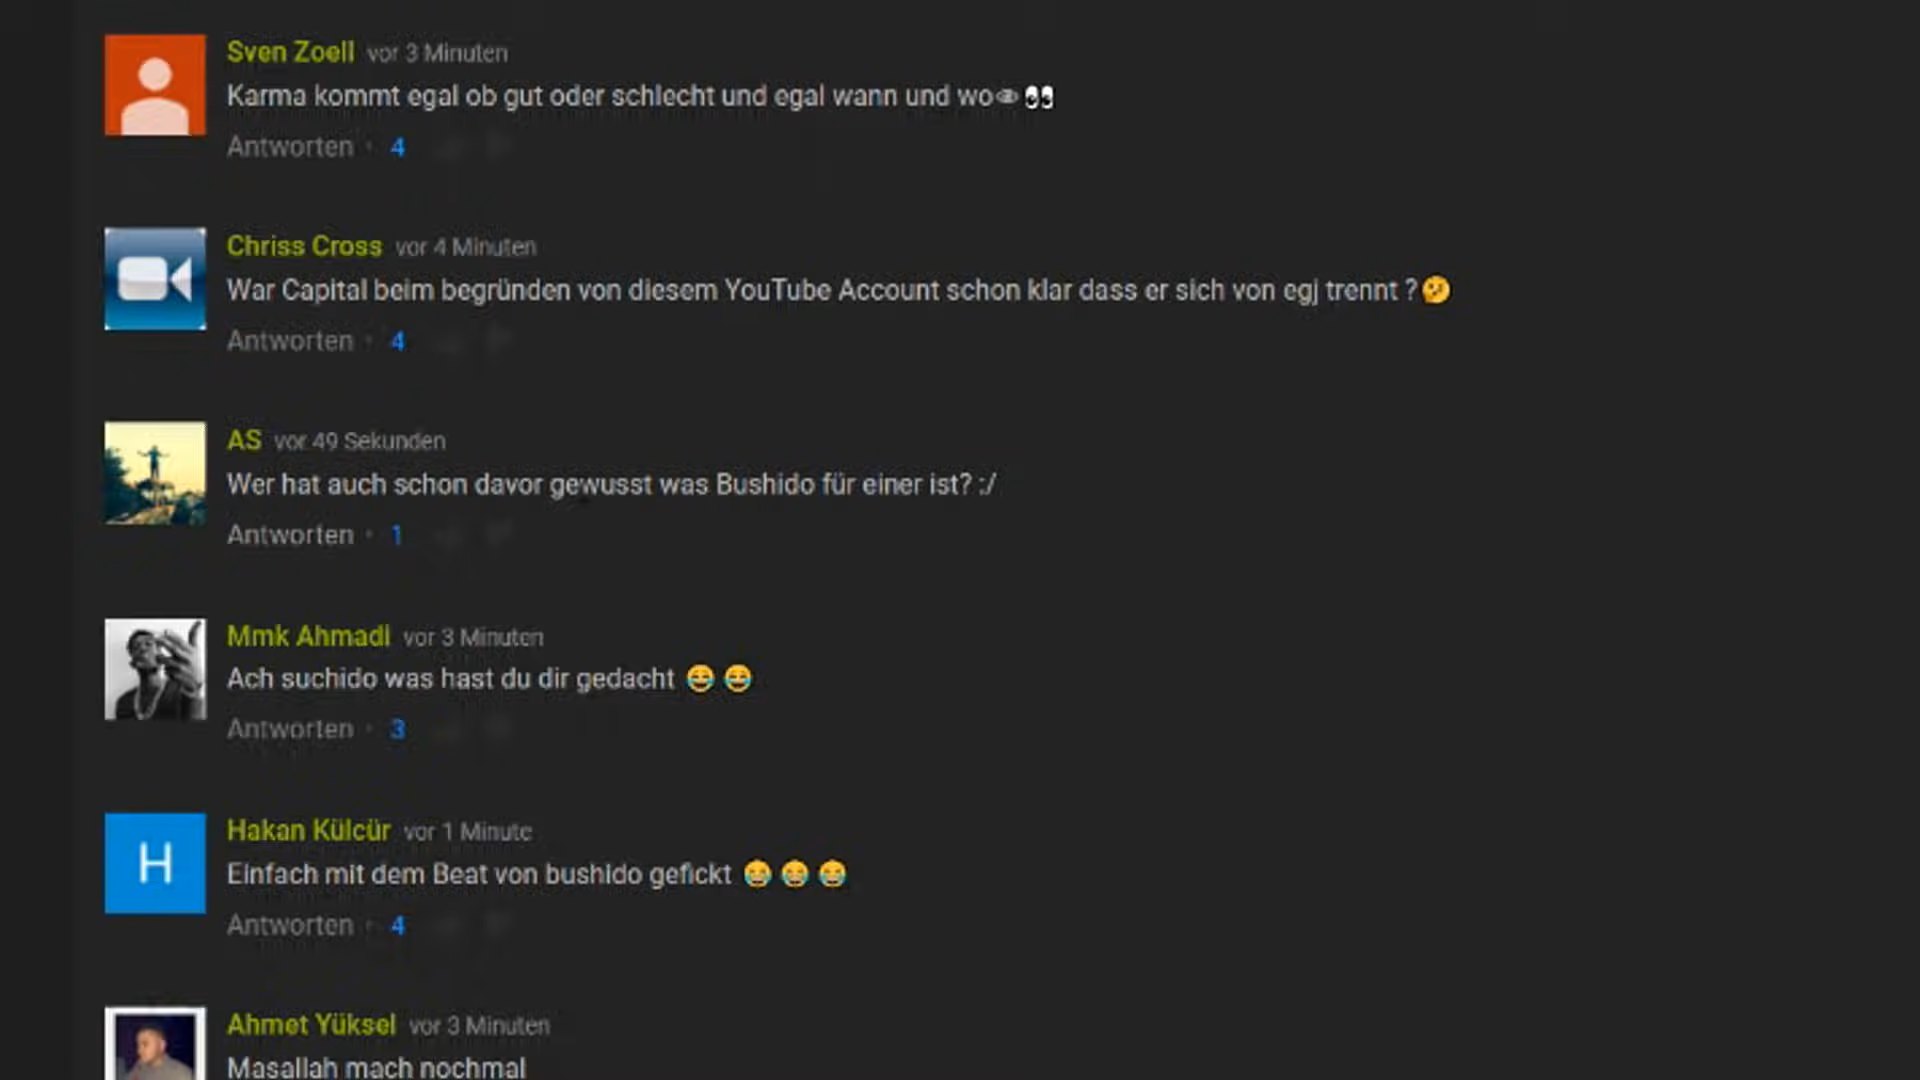 Sven Zoell vor 3 Minuten
Karma kommt egal ob gut oder schlecht und egal wann und wo👁👀
Antworten · 4
Chriss Cross vor 4 Minuten
War Capital beim begründen von diesem YouTube Account schon klar dass er sich von egj trennt ?🤔
Antworten · 4
AS vor 49 Sekunden
Wer hat auch schon davor gewusst was Bushido für einer ist? :/
Antworten · 1
Mmk Ahmadi vor 3 Minuten
Ach suchido was hast du dir gedacht 😂 😂
Antworten · 3
H
Hakan Külcür vor 1 Minute
Einfach mit dem Beat von bushido gefickt 😂 😂 😂
Antworten · 4
Ahmet Yüksel vor 3 Minuten
Masallah mach nochmal